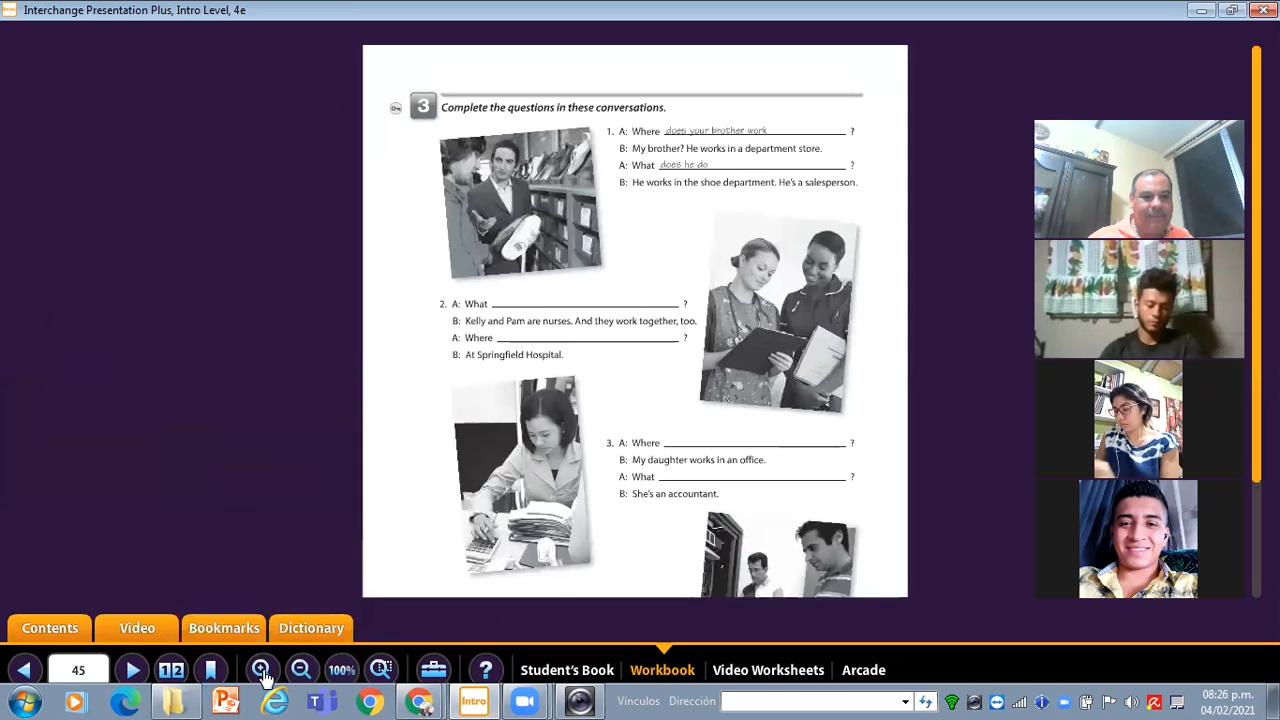 Interchange Presentation Plus, Intro Level, 4e
3 Complete the questions in these conversations.
1. A: Where does your brother work ?
B: My brother? He works in a department store.
A: What does he do ?
B: He works in the shoe department. He's a salesperson.
2. A: What ?
B: Kelly and Pam are nurses. And they work together, too.
A: Where ?
B: At Springfield Hospital.
3. A: Where ?
B: My daughter works in an office.
A: What ?
B: She's an accountant.
Contents Video Bookmarks Dictionary
45 12 100% Student's Book Workbook Video Worksheets Arcade
Intro Vínculos Dirección 08:26 p.m.
04/02/2021